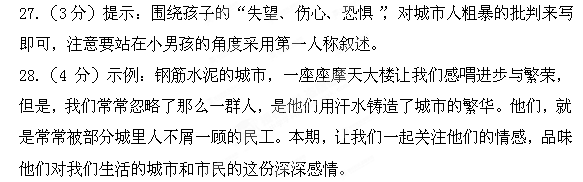 27.(3分)提示：围绕孩子的“失望、伤心、恐惧”，对城市人粗暴的批判来写
即可，注意要站在小男孩的角度采用第一人称叙述。
28.(4 分)示例：钢筋水泥的城市，一座座摩天大楼让我们感唱进步与繁荣，
但是，我们常常忽略了那么一群人，是他们用汗水铸造了城市的繁华。他们，就
是常常被部分城里人不屑一顾的民工。本期，让我们一起关注他们的情感，品味
他们对我们生活的城市和市民的这份深深感情。